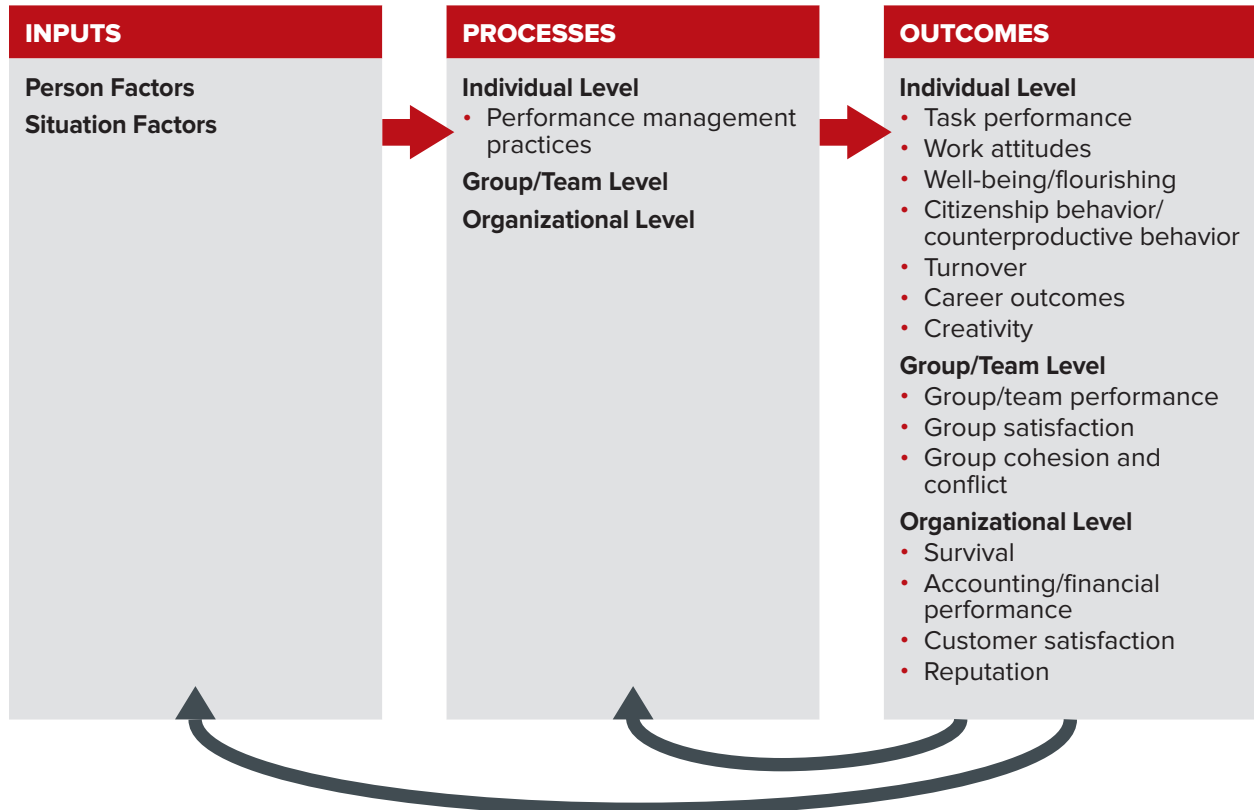 INPUTS
Person Factors
Situation Factors
PROCESSES
Individual Level
• Performance management
practices
Group/Team Level
Organizational Level
OUTCOMES
Individual Level
• Task performance
• Work attitudes
• Well-being/flourishing
• Citizenship behavior/
counterproductive behavior
• Turnover
• Career outcomes
• Creativity
Group/Team Level
• Group/team performance
• Group satisfaction
• Group cohesion and
conflict
Organizational Level
• Survival
• Accounting/financial
performance
• Customer satisfaction
• Reputation